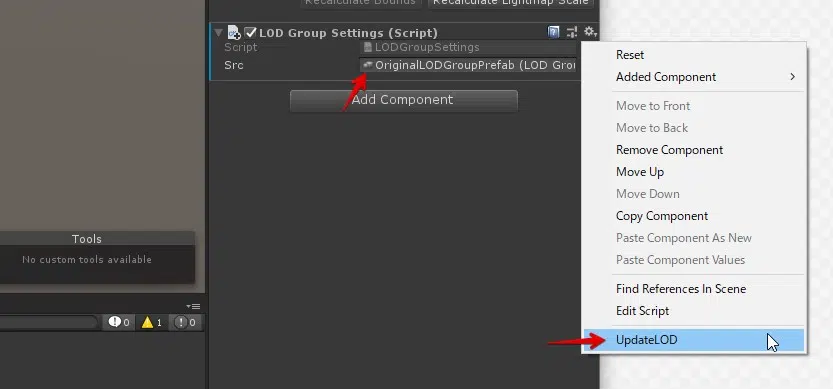 Recalculate Bounds
Recalculate Lightmap Scale
LOD Group Settings (Script)
Script
LODGroupSettings
Src
OriginalLODGroupPrefab (LOD Gro
Add Component
Reset
Added Component
Move to Front
Move to Back
Remove Component
Move Up
Move Down
Copy Component
Paste Component As New
Paste Component Values
Find References In Scene
Edit Script
UpdateLOD
Tools
No custom tools available
0
1
0